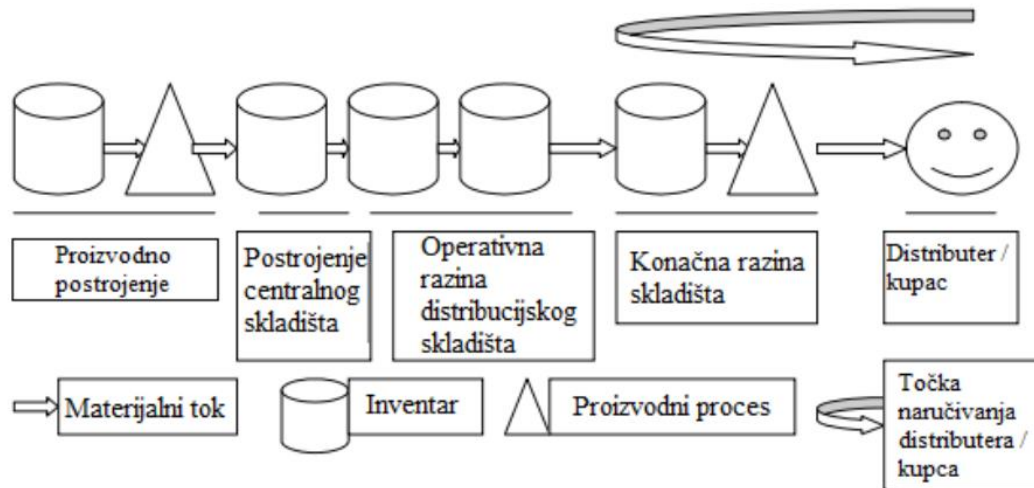 Proizvodno
postrojenje
Postrojenje
centralnog
skladišta
Operativna
razina
distribucijskog
skladišta
Konačna razina
skladišta
Distributer /
kupac
Materijalni tok
Inventar
Proizvodni proces
Točka
naručivanja
distributera /
kupca